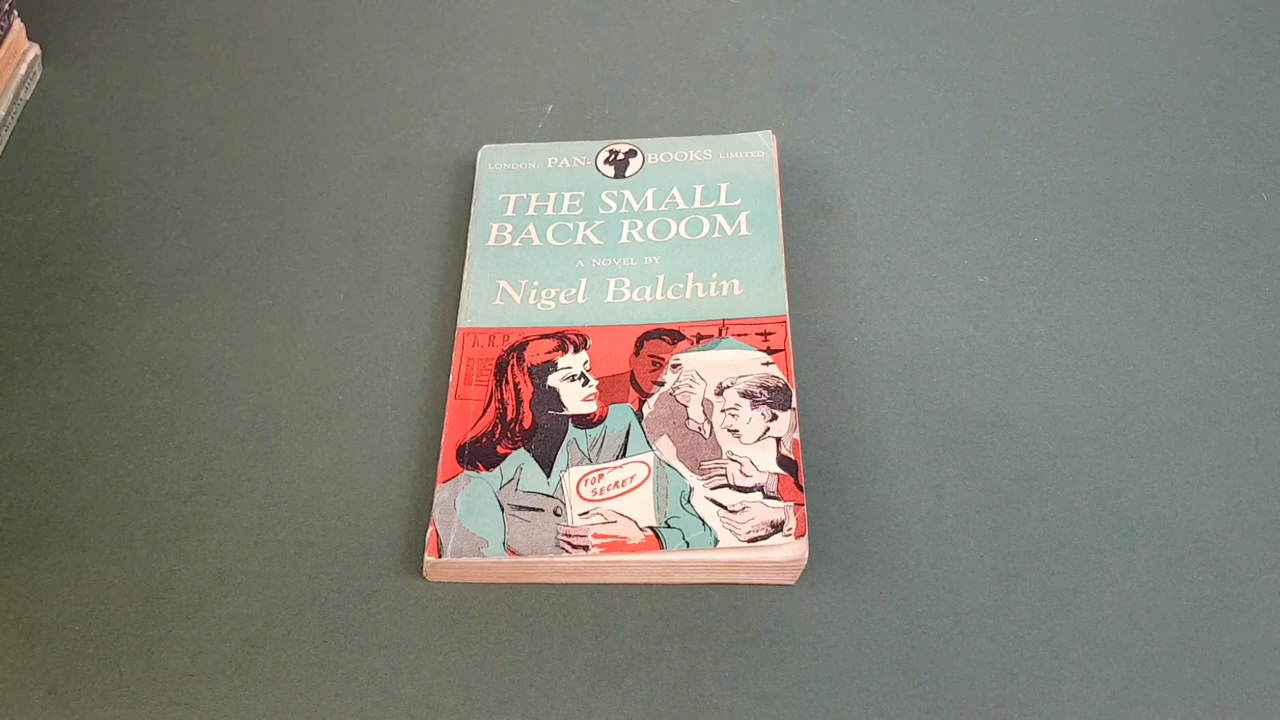 LONDON: PAN-BOOKS LIMITED
THE SMALL
BACK ROOM
A NOVEL BY
Nigel Balchin
A.R.P.
TOP
SECRET